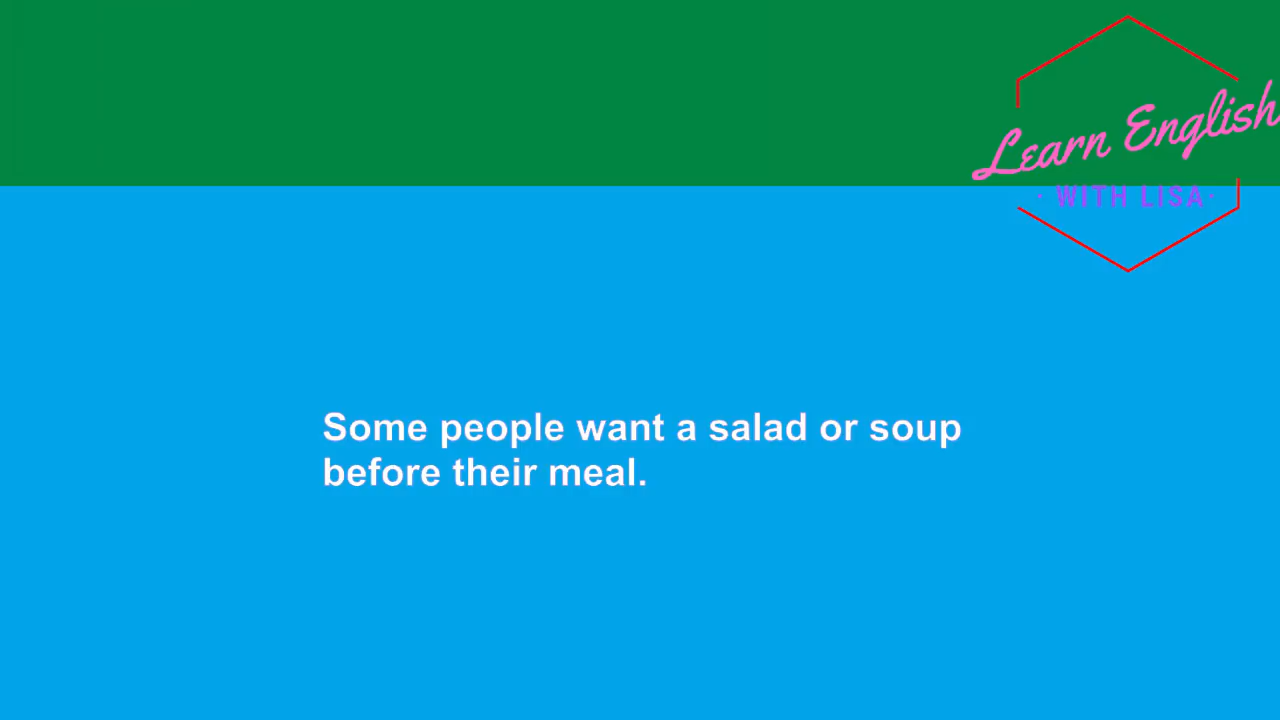 Learn English
· WITH LISA ·
Some people want a salad or soup
before their meal.